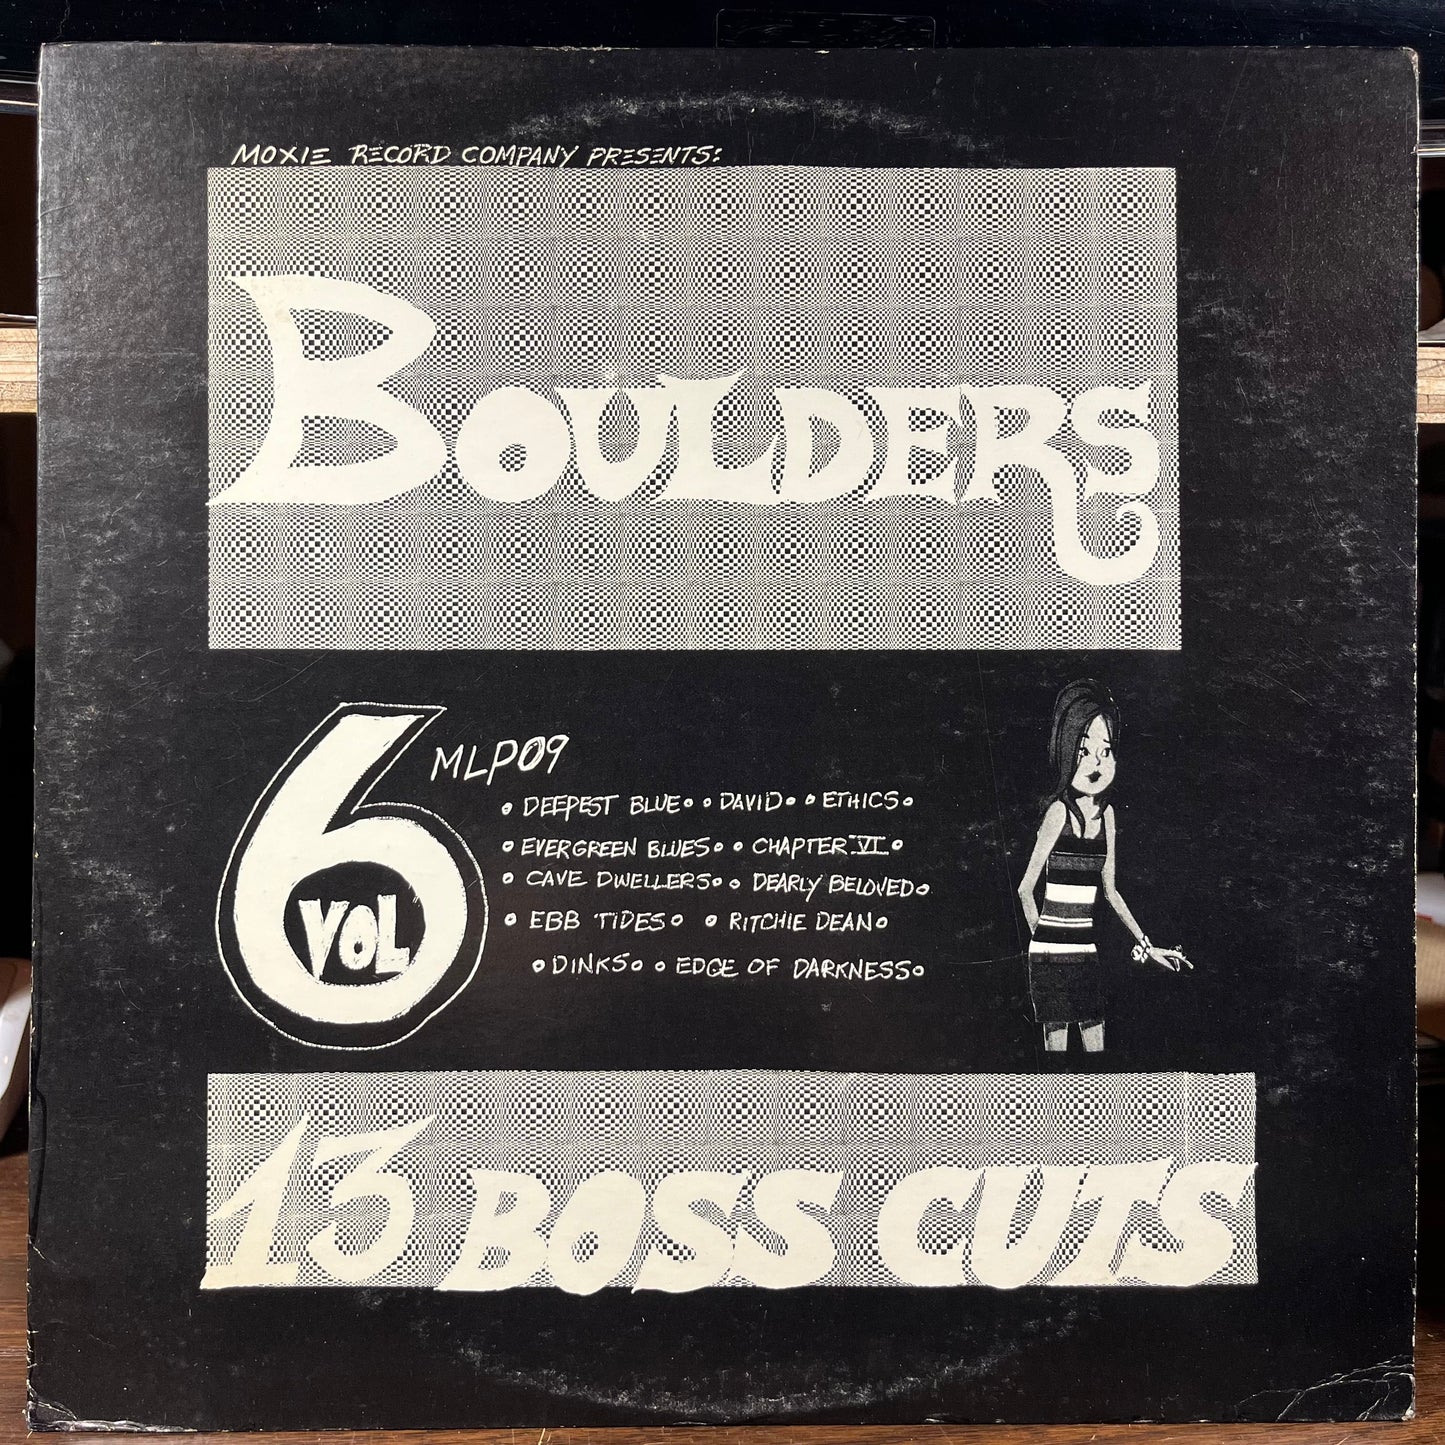 MOXIE RECORD COMPANY PRESENTS:
BOULDERS
6 VOL
MLP09
• DEEPEST BLUE • • DAVID • • ETHICS •
• EVERGREEN BLUES • • CHAPTER VI •
• CAVE DWELLERS • • DEARLY BELOVED •
• EBB TIDES • • RITCHIE DEAN •
• DINKS • • EDGE OF DARKNESS •
13 BOSS CUTS